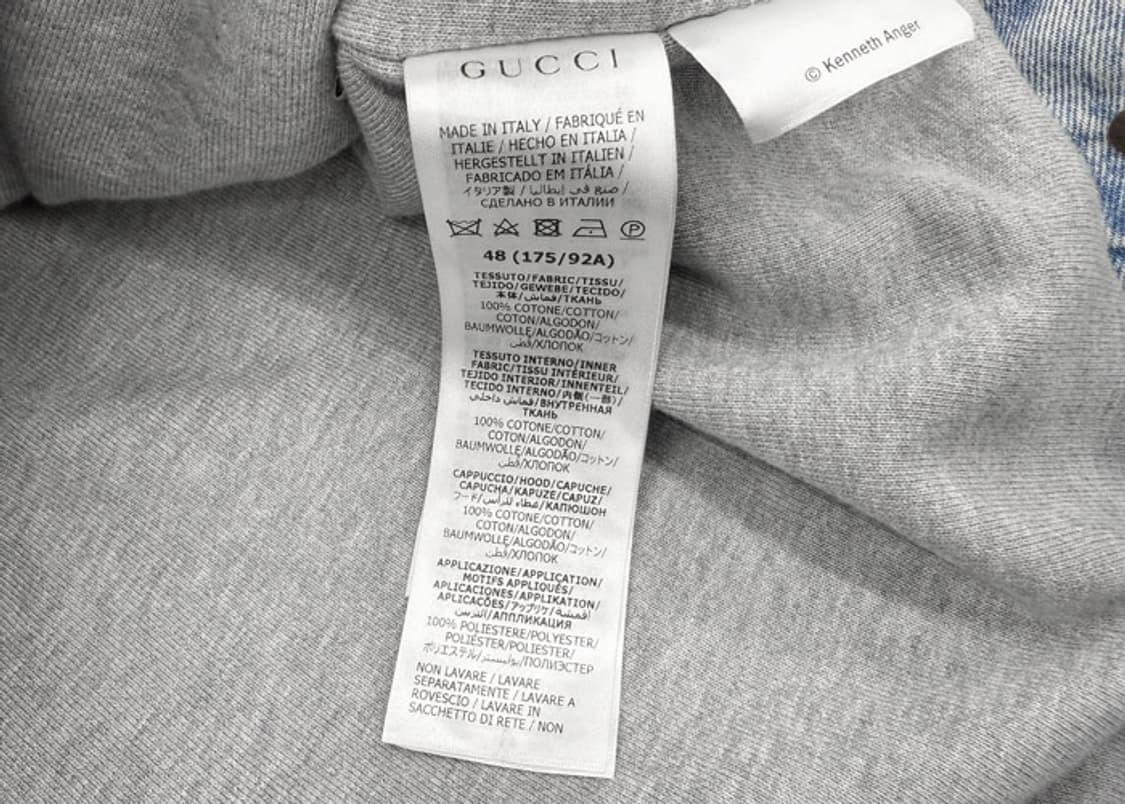 GUCCI
© Kenneth Anger
MADE IN ITALY / FABRIQUÉ EN
ITALIE / HECHO EN ITALIA /
HERGESTELLT IN ITALIEN /
FABRICADO EM ITÁLIA /
イタリア製 / صنع في إيطاليا /
СДЕЛАНО В ИТАЛИИ
P
48 (175/92A)
TESSUTO/FABRIC/TISSU/
TEJIDO/GEWEBE/TECIDO/
本体/قماش/ТКАНЬ
100% COTONE/COTTON/
COTON/ALGODON/
BAUMWOLLE/ALGODÃO/コットン/
قطن/ХЛОПОК
TESSUTO INTERNO/INNER
FABRIC/TISSU INTÉRIEUR/
TEJIDO INTERIOR/INNENTEIL/
TECIDO INTERNO/内側(一部)/
قماش داخلي/ВНУТРЕННАЯ
ТКАНЬ
100% COTONE/COTTON/
COTON/ALGODON/
BAUMWOLLE/ALGODÃO/コットン/
قطن/ХЛОПОК
CAPPUCCIO/HOOD/CAPUCHE/
CAPUCHA/KAPUZE/CAPUZ/
フード/غطاء للرأس/КАПЮШОН
100% COTONE/COTTON/
COTON/ALGODON/
BAUMWOLLE/ALGODÃO/コットン/
قطن/ХЛОПОК
APPLICAZIONE/APPLICATION/
MOTIFS APPLIQUÉS/
APLICACIONES/APPLIKATION/
APLICAÇÕES/アップリケ/أقمشة
/АППЛИКАЦИЯ
100% POLIESTERE/POLYESTER/
POLIÉSTER/POLIESTER/
ポリエステル/بوليستر/ПОЛИЭСТЕР
NON LAVARE / LAVARE
SEPARATAMENTE / LAVARE A
ROVESCIO / LAVARE IN
SACCHETTO DI RETE / NON